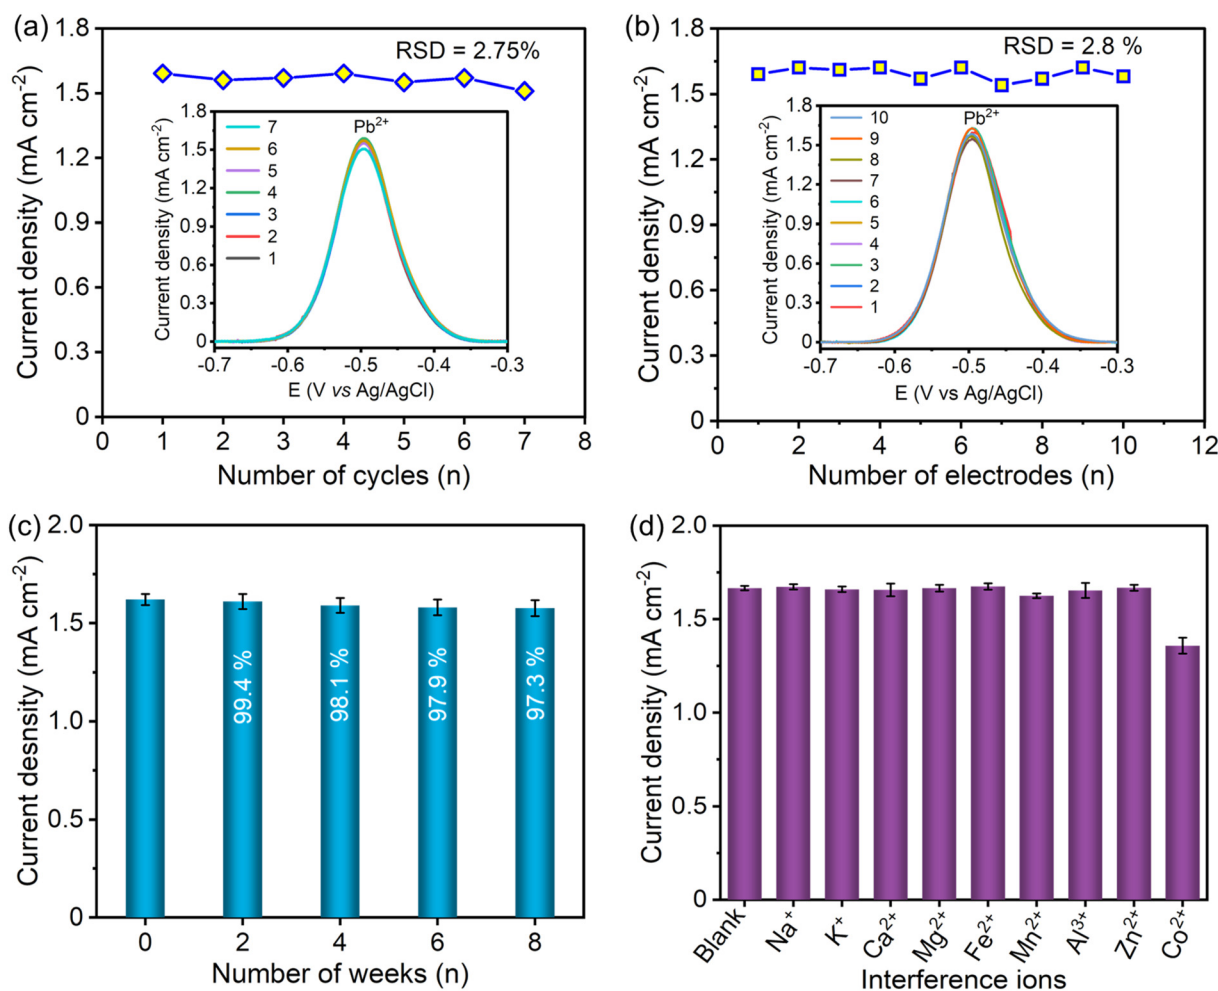 (a)
RSD = 2.75%
Current density (mA cm⁻²)
1.8
1.5
1.2
0.9
0.6
0.3
0
0 1 2 3 4 5 6 7 8
Number of cycles (n)
Pb²⁺
Current density (mA cm⁻²)
1.8
1.5
1.2
0.9
0.6
0.3
0
7
6
5
4
3
2
1
-0.7 -0.6 -0.5 -0.4 -0.3
E (V vs Ag/AgCl)
(b)
RSD = 2.8 %
Current density (mA cm⁻²)
1.8
1.5
1.2
0.9
0.6
0.3
0
0 2 4 6 8 10 12
Number of electrodes (n)
Pb²⁺
Current density (mA cm⁻²)
1.8
1.5
1.2
0.9
0.6
0.3
0
10
9
8
7
6
5
4
3
2
1
-0.7 -0.6 -0.5 -0.4 -0.3
E (V vs Ag/AgCl)
(c)
Current desnsity (mA cm⁻²)
2.0
1.5
1.0
0.5
0
99.4 %
98.1 %
97.9 %
97.3 %
0 2 4 6 8
Number of weeks (n)
(d)
Current density (mA cm⁻²)
2.0
1.5
1.0
0.5
0
Blank Na⁺ K⁺ Ca²⁺ Mg²⁺ Fe²⁺ Mn²⁺ Al³⁺ Zn²⁺ Co²⁺
Interference ions